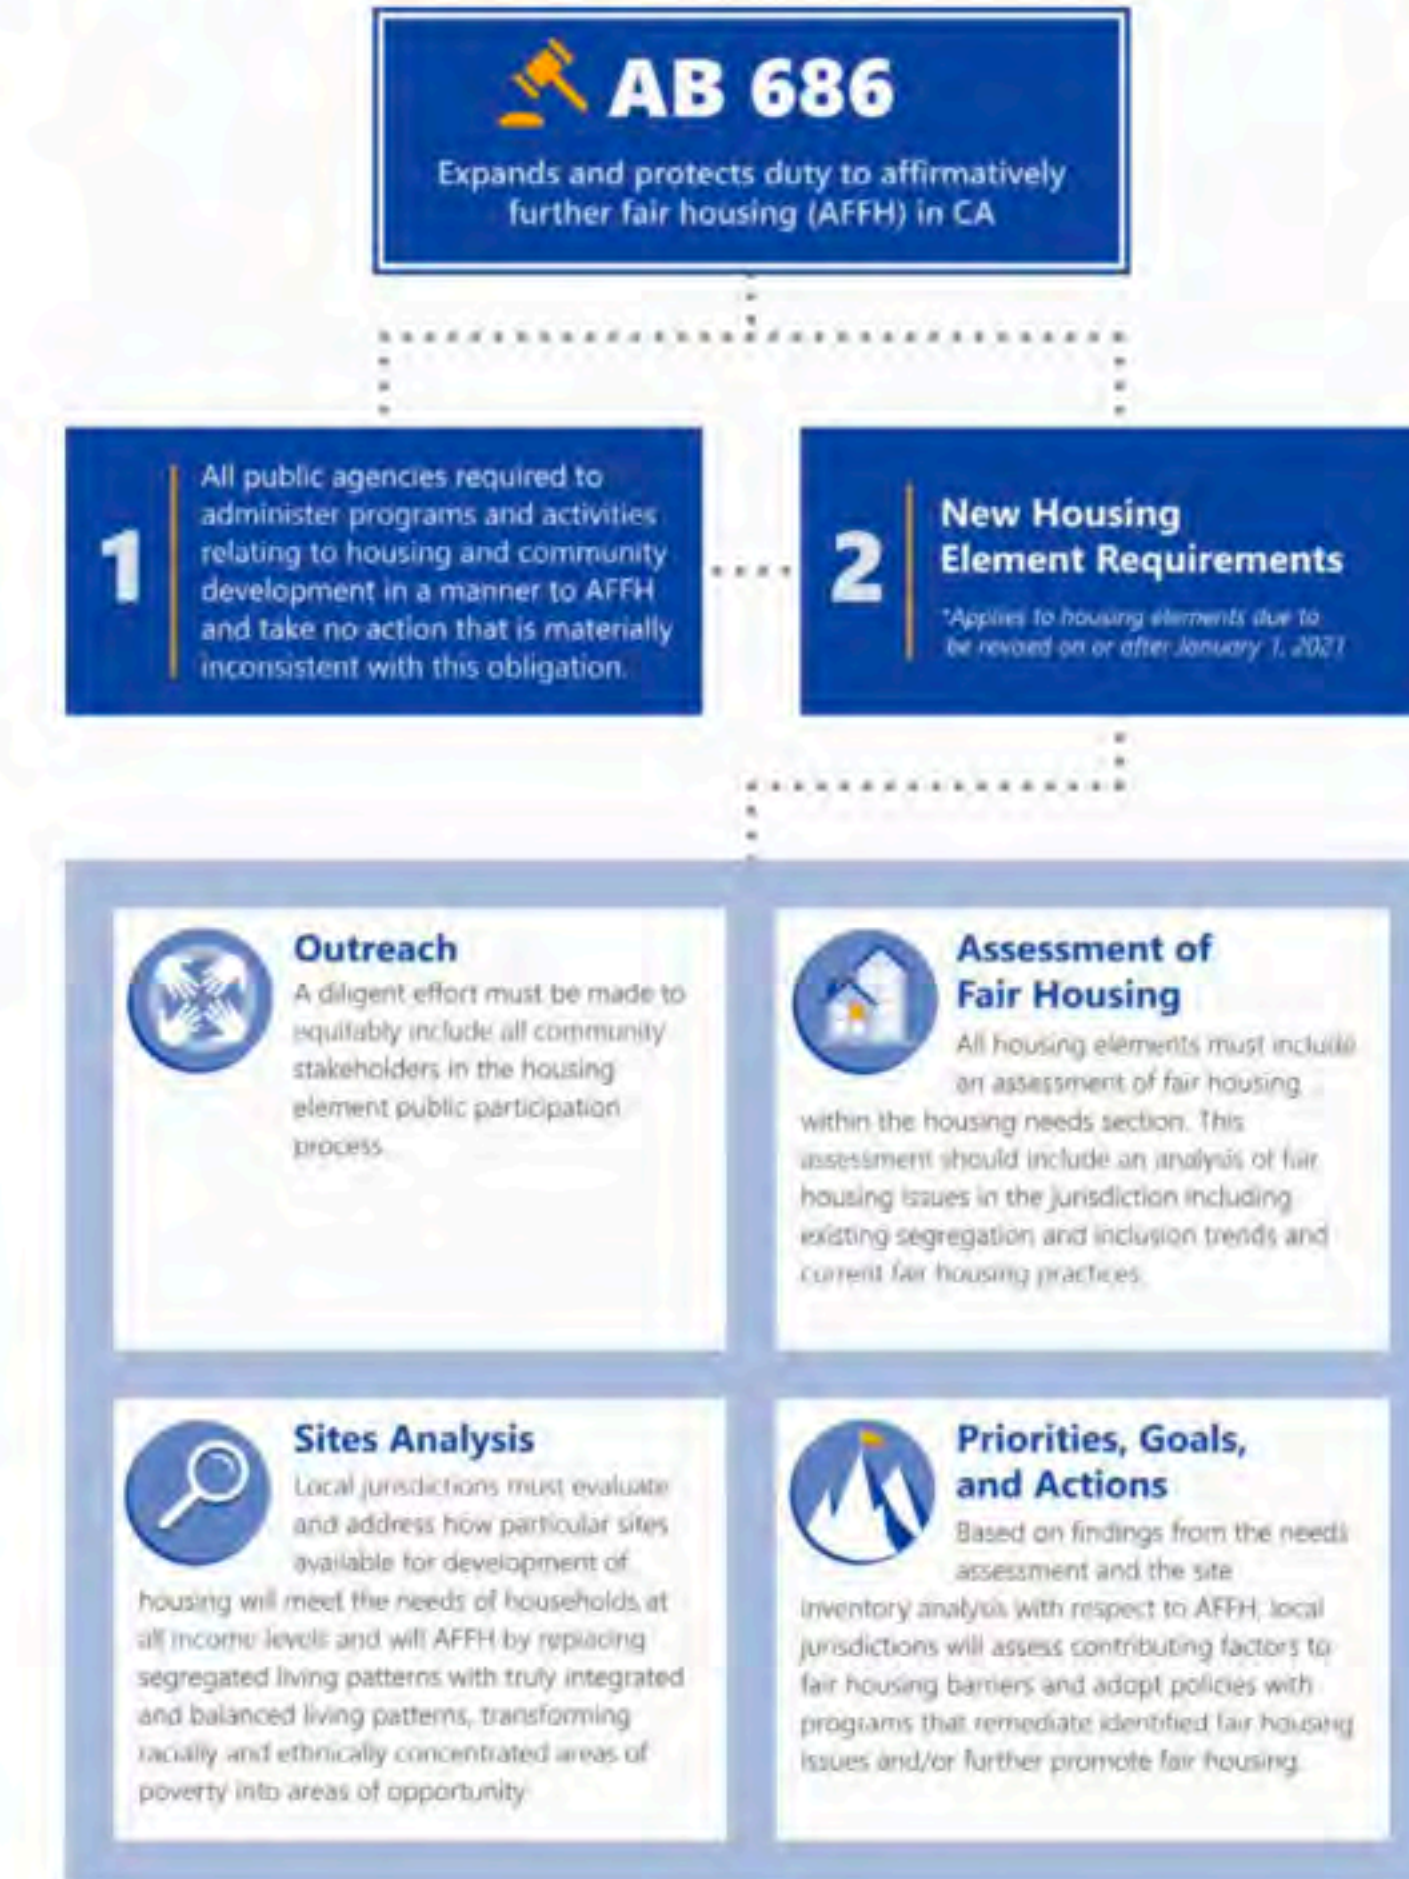 AB 686
Expands and protects duty to affirmatively
further fair housing (AFFH) in CA
1
All public agencies required to
administer programs and activities
relating to housing and community
development in a manner to AFFH
and take no action that is materially
inconsistent with this obligation.
2
New Housing
Element Requirements
*Applies to housing elements due to
be revised on or after January 1, 2021
Outreach
A diligent effort must be made to
equitably include all community
stakeholders in the housing
element public participation
process.
Assessment of
Fair Housing
All housing elements must include
an assessment of fair housing
within the housing needs section. This
assessment should include an analysis of fair
housing issues in the jurisdiction including
existing segregation and inclusion trends and
current fair housing practices.
Sites Analysis
Local jurisdictions must evaluate
and address how particular sites
available for development of
housing will meet the needs of households at
all income levels and will AFFH by replacing
segregated living patterns with truly integrated
and balanced living patterns, transforming
racially and ethnically concentrated areas of
poverty into areas of opportunity
Priorities, Goals,
and Actions
Based on findings from the needs
assessment and the site
inventory analysis with respect to AFFH, local
jurisdictions will assess contributing factors to
fair housing barriers and adopt policies with
programs that remediate identified fair housing
issues and/or further promote fair housing.